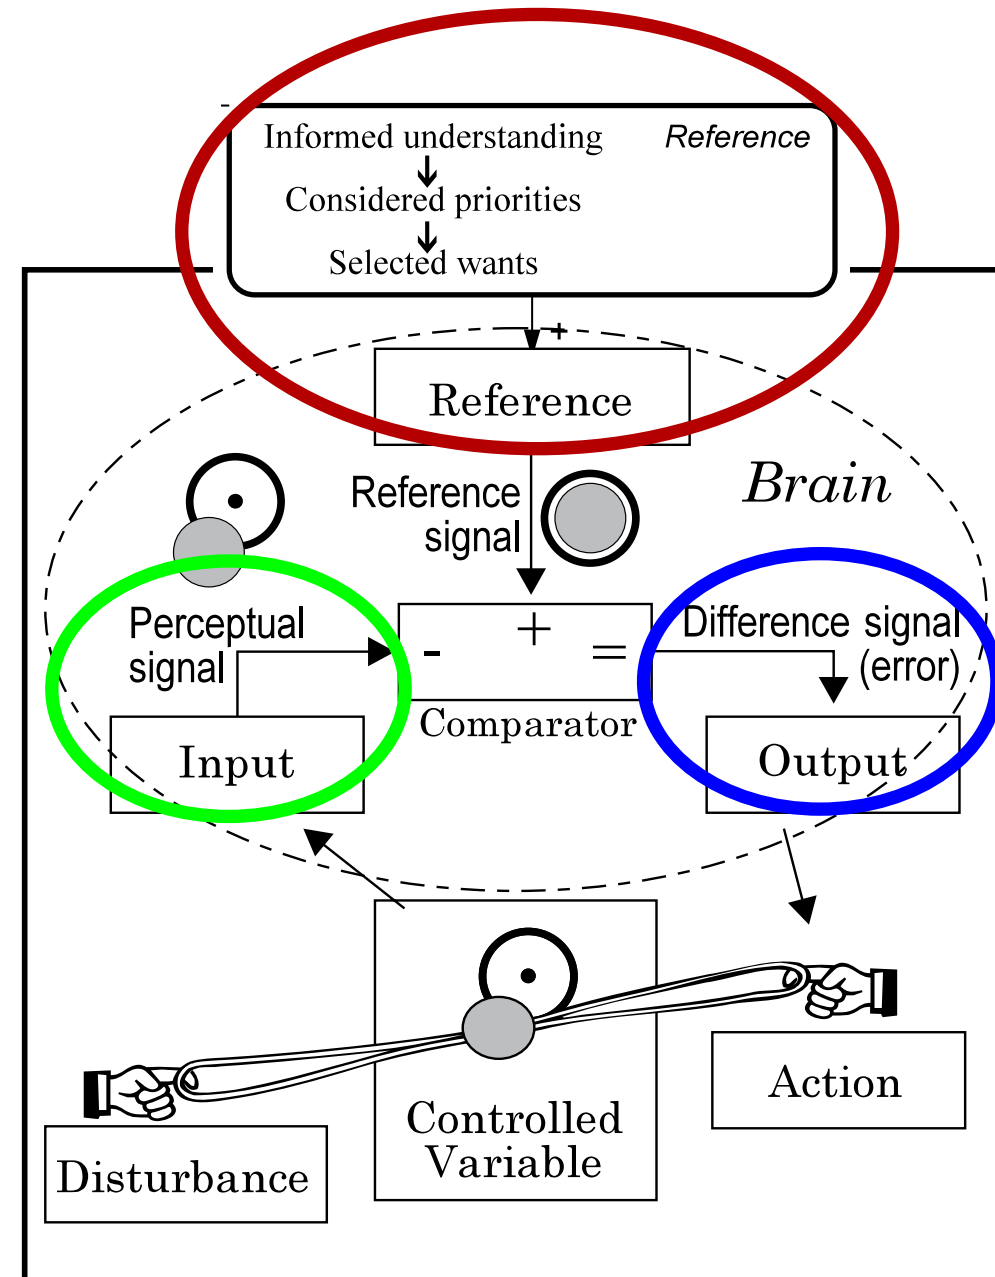 Informed understanding
Reference
Considered priorities
Selected wants
+
Reference
Reference
signal
Brain
Perceptual
signal
- + =
Difference signal
(error)
Comparator
Input
Output
Controlled
Variable
Action
Disturbance